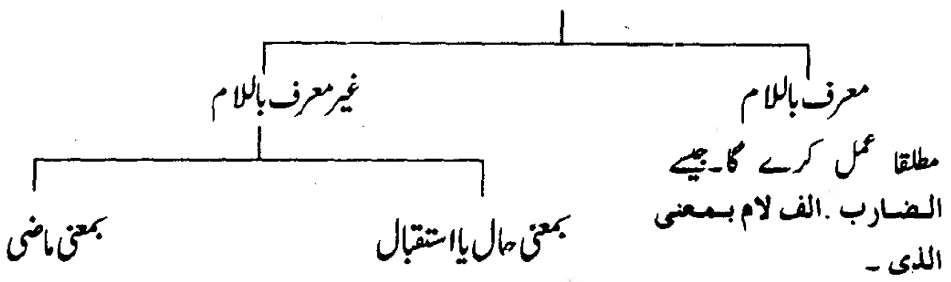 معرف باللام
غیر معرف باللام
مطلقا عمل کرے گا۔جیسے
الضارب .الف لام بمعنی
الذی ۔
بمعنی حال یا استقبال
بمعنی ماضی